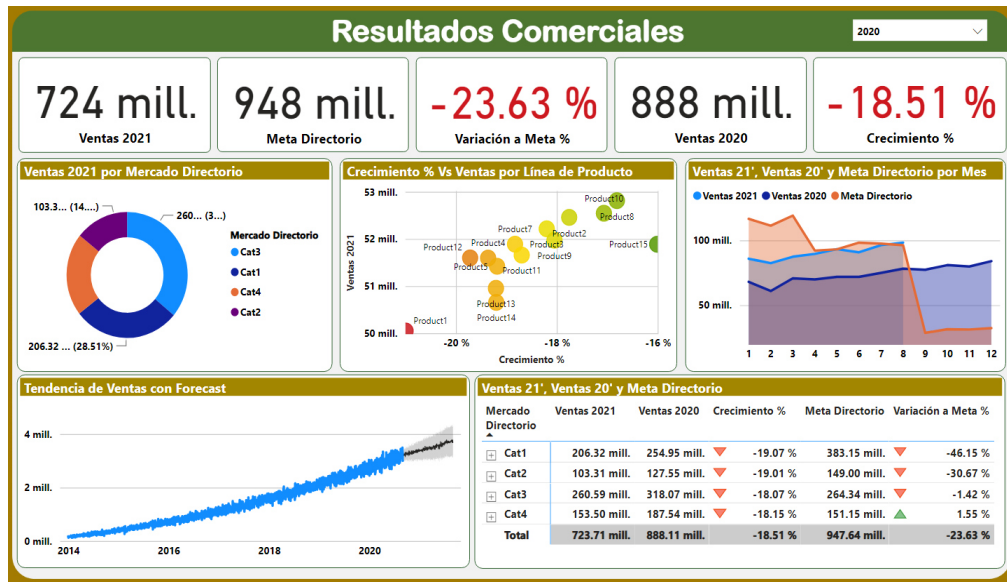 Resultados Comerciales
2020
724 mill.
Ventas 2021
948 mill.
Meta Directorio
-23.63 %
Variación a Meta %
888 mill.
Ventas 2020
-18.51 %
Crecimiento %
Ventas 2021 por Mercado Directorio
103.3... (14....)
260... (3...)
206.32 ... (28.51%)
Mercado Directorio
Cat3
Cat1
Cat4
Cat2
Crecimiento % Vs Ventas por Línea de Producto
Ventas 2021
53 mill.
52 mill.
51 mill.
50 mill.
Product10
Product8
Product7
Product2
Product15
Product12
Product4
Product3
Product9
Product5
Product11
Product13
Product14
Product1
-20 %
-18 %
-16 %
Crecimiento %
Ventas 21', Ventas 20' y Meta Directorio por Mes
Ventas 2021 Ventas 2020 Meta Directorio
100 mill.
50 mill.
1 2 3 4 5 6 7 8 9 10 11 12
Tendencia de Ventas con Forecast
4 mill.
2 mill.
0 mill.
2014 2016 2018 2020
Ventas 21', Ventas 20' y Meta Directorio
Mercado Directorio Ventas 2021 Ventas 2020 Crecimiento % Meta Directorio Variación a Meta %
Cat1 206.32 mill. 254.95 mill. -19.07 % 383.15 mill. -46.15 %
Cat2 103.31 mill. 127.55 mill. -19.01 % 149.00 mill. -30.67 %
Cat3 260.59 mill. 318.07 mill. -18.07 % 264.34 mill. -1.42 %
Cat4 153.50 mill. 187.54 mill. -18.15 % 151.15 mill. 1.55 %
Total 723.71 mill. 888.11 mill. -18.51 % 947.64 mill. -23.63 %